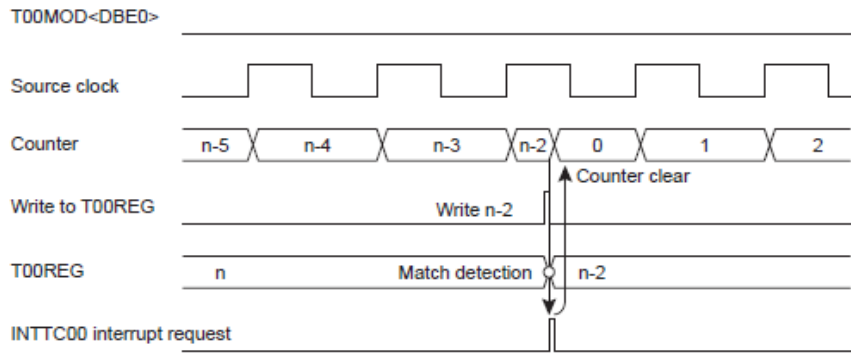 T00MOD<DBE0>
Source clock
Counter n-5 n-4 n-3 n-2 0 1 2
Counter clear
Write to T00REG Write n-2
T00REG n Match detection n-2
INTTC00 interrupt request